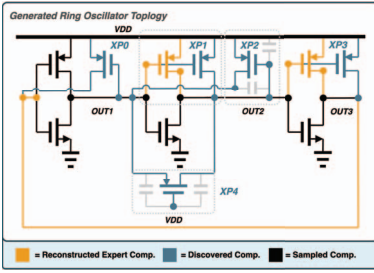 Generated Ring Oscillator Toplogy
VDD
XP0 XP1 XP2 XP3
OUT1 OUT2 OUT3
XP4
VDD
= Reconstructed Expert Comp. = Discovered Comp. = Sampled Comp.